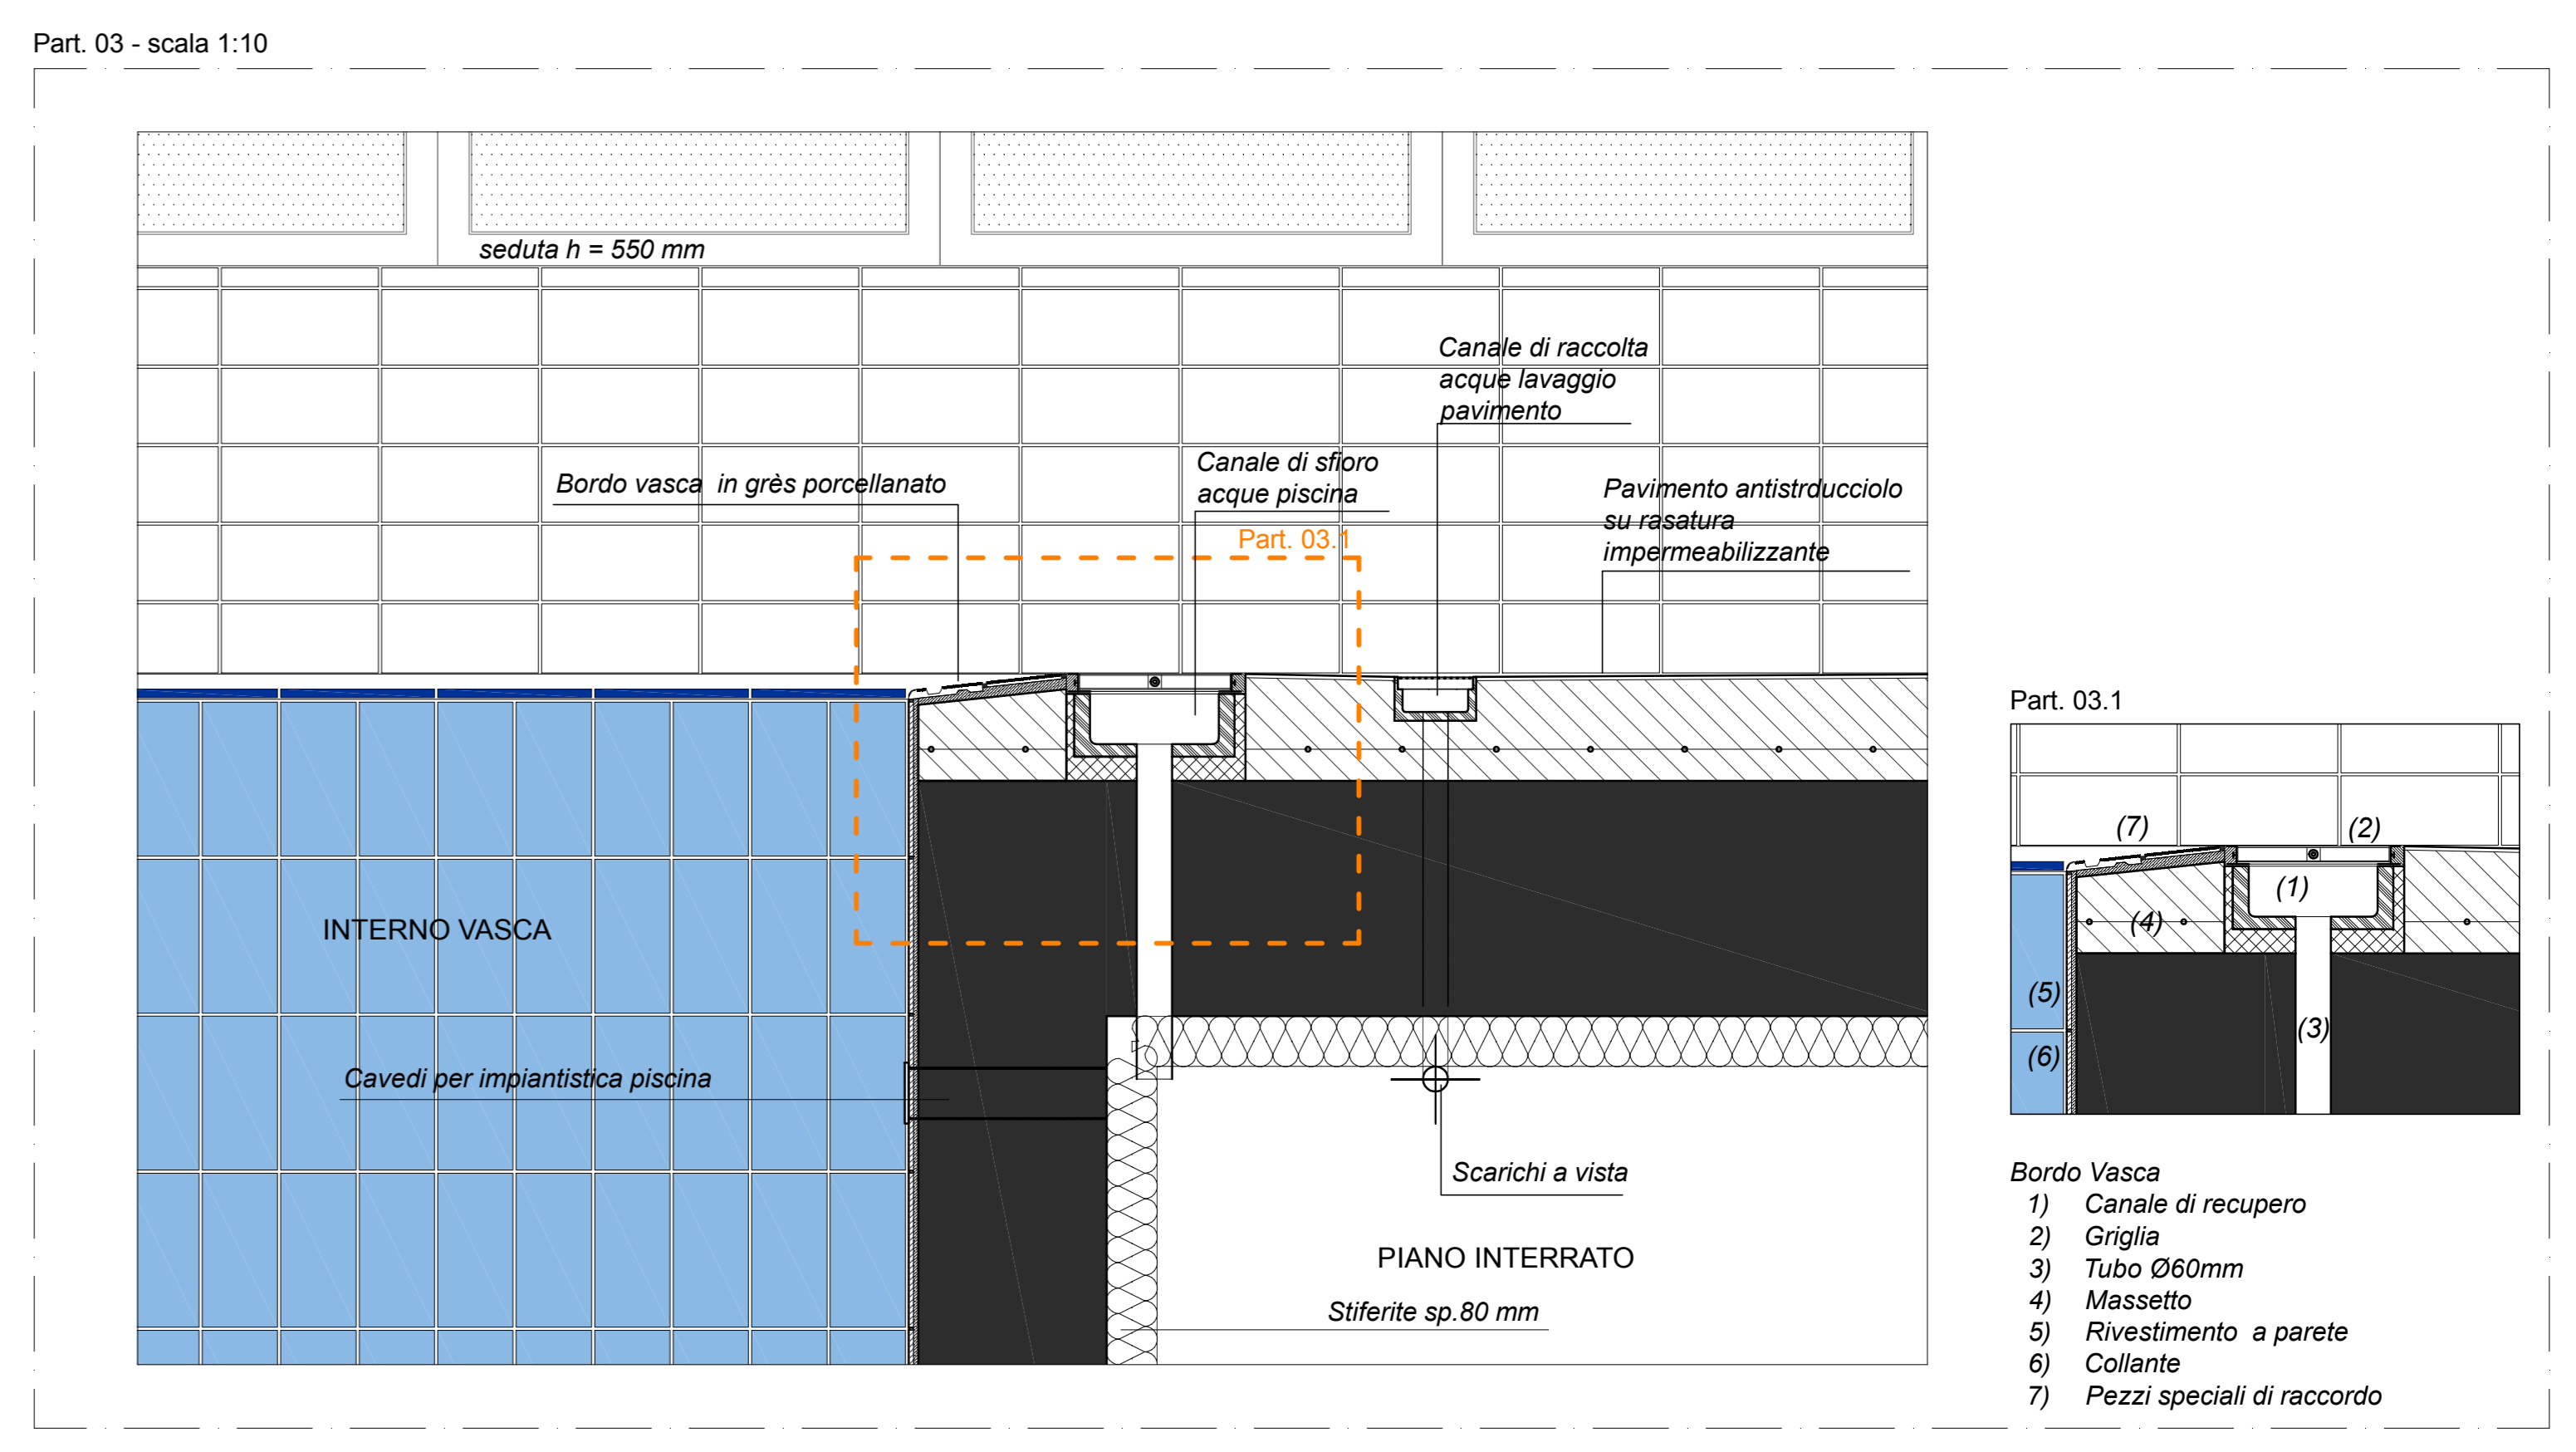 Part. 03 - scala 1:10
seduta h = 550 mm
Canale di raccolta
acque lavaggio
pavimento
Bordo vasca in grès porcellanato
Canale di sfioro
acque piscina
Pavimento antistrducciolo
su rasatura
impermeabilizzante
Part. 03.1
INTERNO VASCA
Cavedi per impiantistica piscina
Scarichi a vista
PIANO INTERRATO
Stiferite sp.80 mm
Part. 03.1
(7)
(2)
(1)
(4)
(5)
(3)
(6)
Bordo Vasca
1) Canale di recupero
2) Griglia
3) Tubo Ø60mm
4) Massetto
5) Rivestimento a parete
6) Collante
7) Pezzi speciali di raccordo